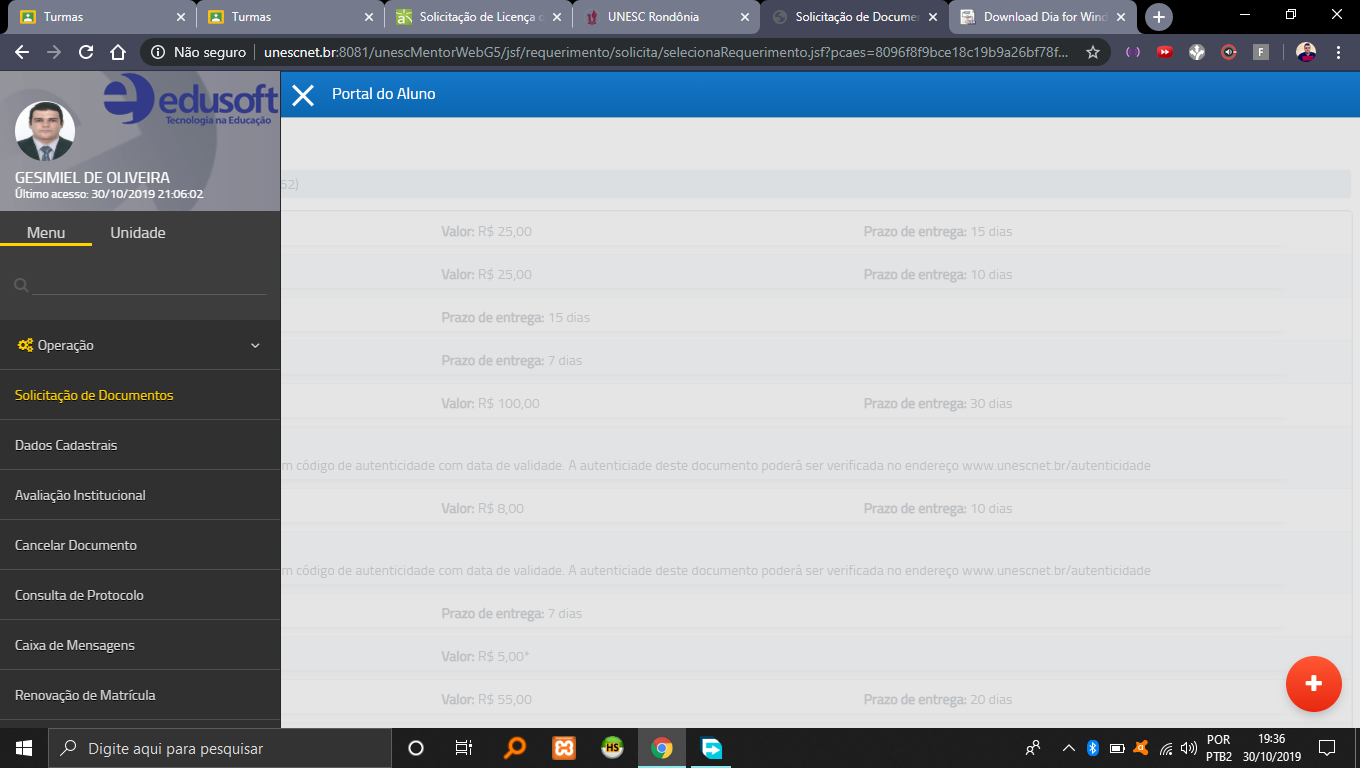 Turmas
Turmas
Solicitação de Licença d
UNESC Rondônia
Solicitação de Docume
Download Dia for Wind
Não seguro
unescnet.br:8081/unescMentorWebG5/jsf/requerimento/solicita/selecionaRequerimento.jsf?pcaes=8096f8f9bce18c19b9a26bf78f...
F
edusoft
Tecnologia na Educação
GESIMIEL DE OLIVEIRA
Último acesso: 30/10/2019 21:06:02
Portal do Aluno
Menu Unidade
Operação
Solicitação de Documentos
Dados Cadastrais
Avaliação Institucional
Cancelar Documento
Consulta de Protocolo
Caixa de Mensagens
Renovação de Matrícula
52)
Valor: R$ 25,00 Prazo de entrega: 15 dias
Valor: R$ 25,00 Prazo de entrega: 10 dias
Prazo de entrega: 15 dias
Prazo de entrega: 7 dias
Valor: R$ 100,00 Prazo de entrega: 30 dias
m código de autenticidade com data de validade. A autenticiade deste documento poderá ser verificada no endereço www.unescnet.br/autenticidade
Valor: R$ 8,00 Prazo de entrega: 10 dias
m código de autenticidade com data de validade. A autenticiade deste documento poderá ser verificada no endereço www.unescnet.br/autenticidade
Prazo de entrega: 7 dias
Valor: R$ 5,00*
Valor: R$ 55,00 Prazo de entrega: 20 dias
Digite aqui para pesquisar
HS
POR
PTB2
19:36
30/10/2019